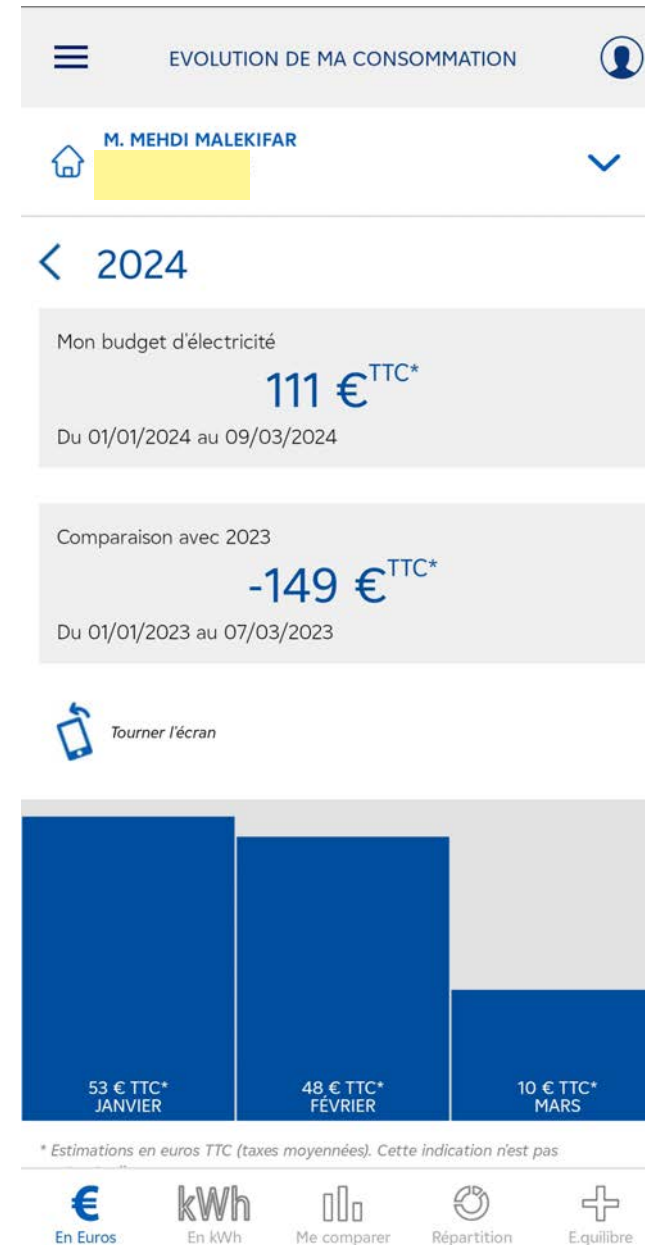 EVOLUTION DE MA CONSOMMATION
M. MEHDI MALEKIFAR
2024
Mon budget d'électricité
111 €TTC*
Du 01/01/2024 au 09/03/2024
Comparaison avec 2023
-149 €TTC*
Du 01/01/2023 au 07/03/2023
Tourner l'écran
53 € TTC*
JANVIER
48 € TTC*
FÉVRIER
10 € TTC*
MARS
* Estimations en euros TTC (taxes moyennées). Cette indication n'est pas
€
En Euros
kWh
En kWh
Me comparer
Répartition
E.quilibre